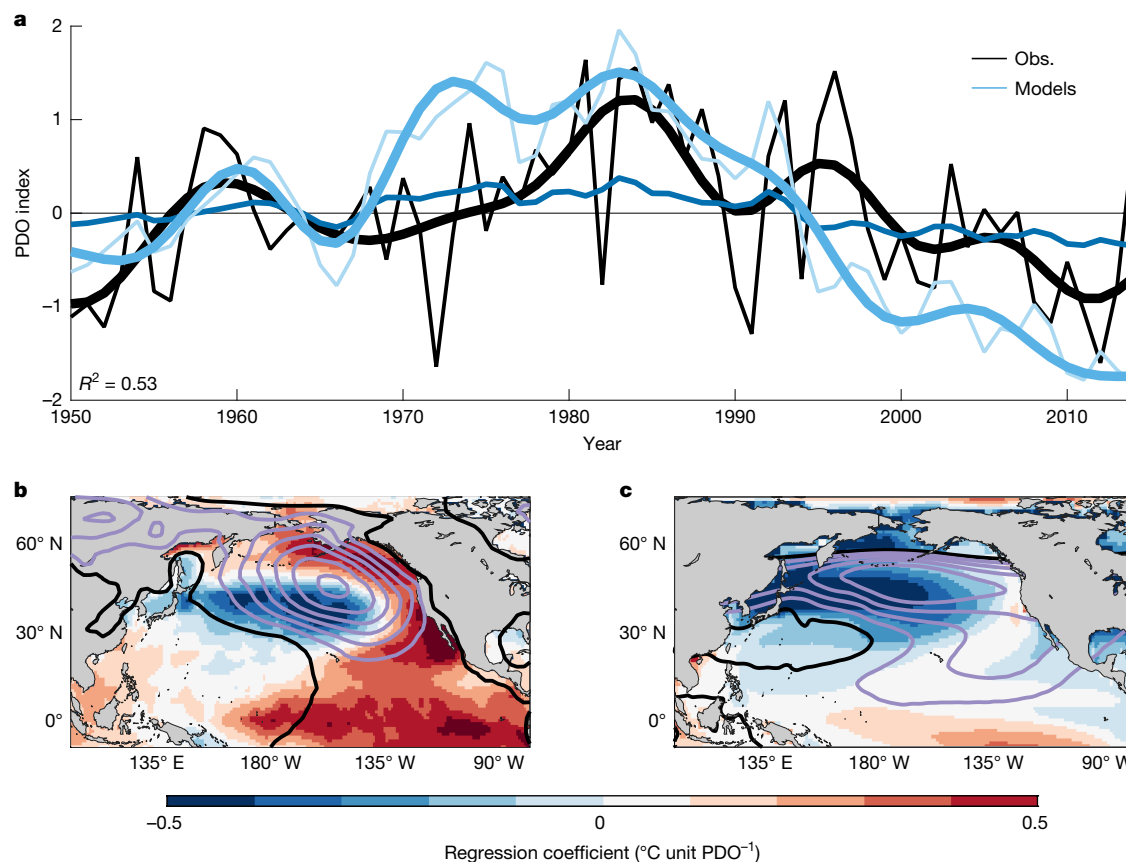 a
2
1
0
−1
−2
PDO index
Obs.
Models
R² = 0.53
1950 1960 1970 1980 1990 2000 2010
Year
b
60° N
30° N
0°
135° E 180° W 135° W 90° W
c
60° N
30° N
0°
135° E 180° W 135° W 90° W
−0.5 0 0.5
Regression coefficient (°C unit PDO⁻¹)